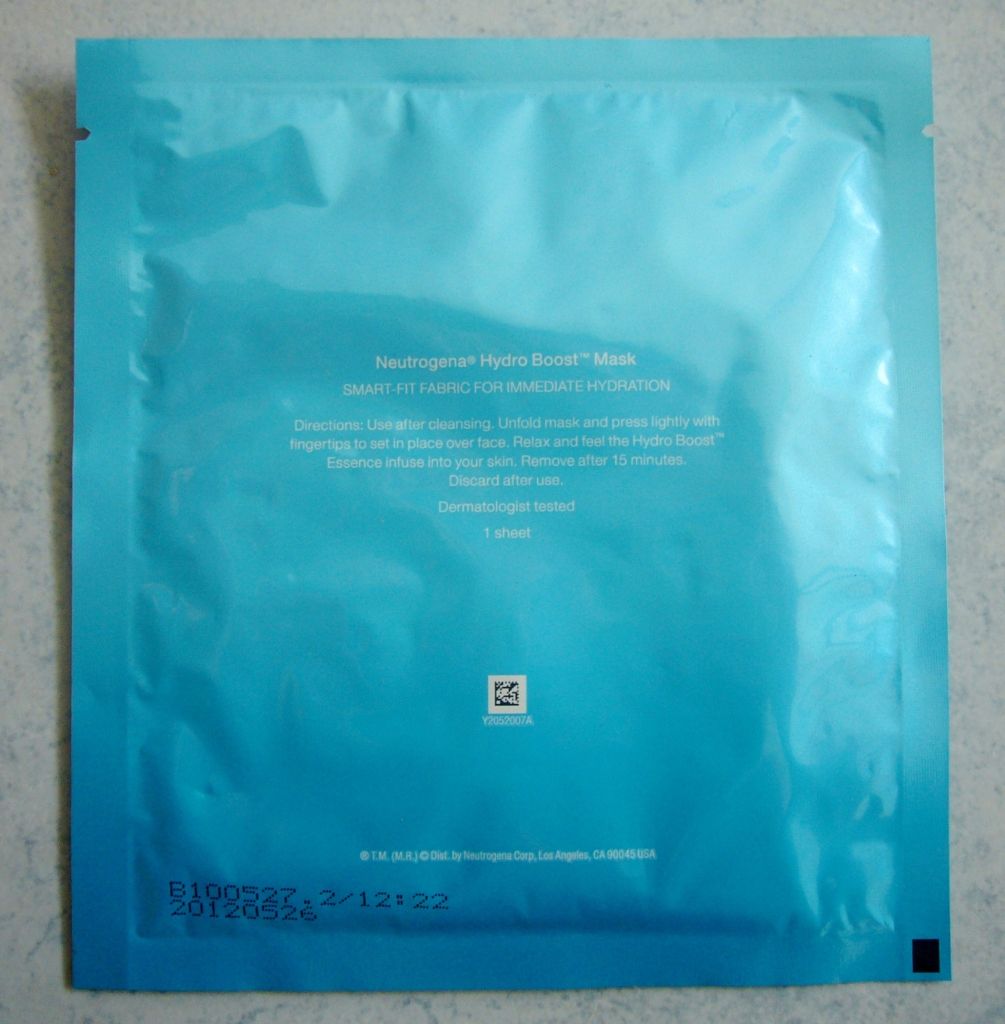 Neutrogena® Hydro Boost™ Mask
SMART-FIT FABRIC FOR IMMEDIATE HYDRATION
Directions: Use after cleansing. Unfold mask and press lightly with
fingertips to set in place over face. Relax and feel the Hydro Boost™
Essence infuse into your skin. Remove after 15 minutes.
Discard after use.
Dermatologist tested
1 sheet
Y2052007A
® T.M. (M.R.) © Dist. by Neutrogena Corp, Los Angeles, CA 90045 USA
B100527.2/12:22
20120526